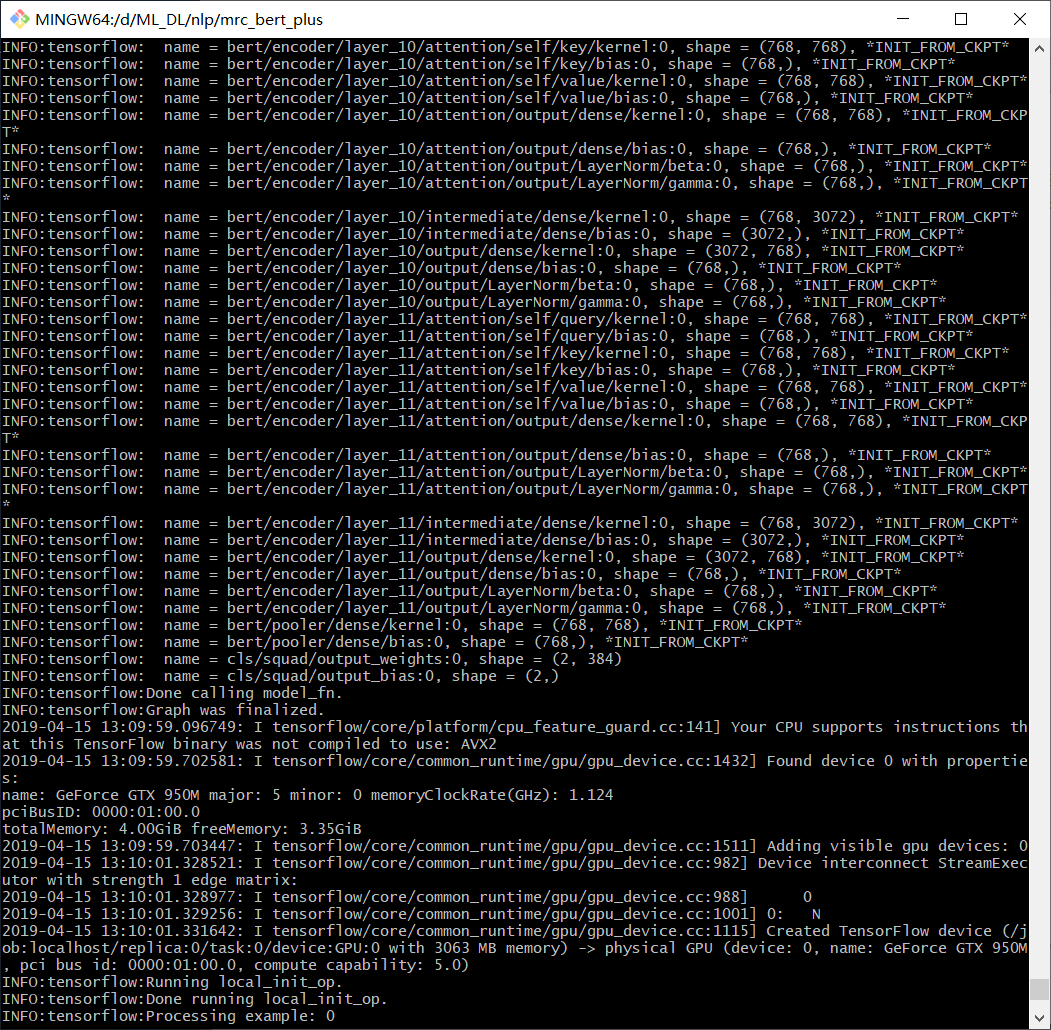 MINGW64:/d/ML_DL/nlp/mrc_bert_plus
INFO:tensorflow:  name = bert/encoder/layer_10/attention/self/key/kernel:0, shape = (768, 768), *INIT_FROM_CKPT*
INFO:tensorflow:  name = bert/encoder/layer_10/attention/self/key/bias:0, shape = (768,), *INIT_FROM_CKPT*
INFO:tensorflow:  name = bert/encoder/layer_10/attention/self/value/kernel:0, shape = (768, 768), *INIT_FROM_CKPT*
INFO:tensorflow:  name = bert/encoder/layer_10/attention/self/value/bias:0, shape = (768,), *INIT_FROM_CKPT*
INFO:tensorflow:  name = bert/encoder/layer_10/attention/output/dense/kernel:0, shape = (768, 768), *INIT_FROM_CKP
T*
INFO:tensorflow:  name = bert/encoder/layer_10/attention/output/dense/bias:0, shape = (768,), *INIT_FROM_CKPT*
INFO:tensorflow:  name = bert/encoder/layer_10/attention/output/LayerNorm/beta:0, shape = (768,), *INIT_FROM_CKPT*
INFO:tensorflow:  name = bert/encoder/layer_10/attention/output/LayerNorm/gamma:0, shape = (768,), *INIT_FROM_CKPT
*
INFO:tensorflow:  name = bert/encoder/layer_10/intermediate/dense/kernel:0, shape = (768, 3072), *INIT_FROM_CKPT*
INFO:tensorflow:  name = bert/encoder/layer_10/intermediate/dense/bias:0, shape = (3072,), *INIT_FROM_CKPT*
INFO:tensorflow:  name = bert/encoder/layer_10/output/dense/kernel:0, shape = (3072, 768), *INIT_FROM_CKPT*
INFO:tensorflow:  name = bert/encoder/layer_10/output/dense/bias:0, shape = (768,), *INIT_FROM_CKPT*
INFO:tensorflow:  name = bert/encoder/layer_10/output/LayerNorm/beta:0, shape = (768,), *INIT_FROM_CKPT*
INFO:tensorflow:  name = bert/encoder/layer_10/output/LayerNorm/gamma:0, shape = (768,), *INIT_FROM_CKPT*
INFO:tensorflow:  name = bert/encoder/layer_11/attention/self/query/kernel:0, shape = (768, 768), *INIT_FROM_CKPT*
INFO:tensorflow:  name = bert/encoder/layer_11/attention/self/query/bias:0, shape = (768,), *INIT_FROM_CKPT*
INFO:tensorflow:  name = bert/encoder/layer_11/attention/self/key/kernel:0, shape = (768, 768), *INIT_FROM_CKPT*
INFO:tensorflow:  name = bert/encoder/layer_11/attention/self/key/bias:0, shape = (768,), *INIT_FROM_CKPT*
INFO:tensorflow:  name = bert/encoder/layer_11/attention/self/value/kernel:0, shape = (768, 768), *INIT_FROM_CKPT*
INFO:tensorflow:  name = bert/encoder/layer_11/attention/self/value/bias:0, shape = (768,), *INIT_FROM_CKPT*
INFO:tensorflow:  name = bert/encoder/layer_11/attention/output/dense/kernel:0, shape = (768, 768), *INIT_FROM_CKP
T*
INFO:tensorflow:  name = bert/encoder/layer_11/attention/output/dense/bias:0, shape = (768,), *INIT_FROM_CKPT*
INFO:tensorflow:  name = bert/encoder/layer_11/attention/output/LayerNorm/beta:0, shape = (768,), *INIT_FROM_CKPT*
INFO:tensorflow:  name = bert/encoder/layer_11/attention/output/LayerNorm/gamma:0, shape = (768,), *INIT_FROM_CKPT
*
INFO:tensorflow:  name = bert/encoder/layer_11/intermediate/dense/kernel:0, shape = (768, 3072), *INIT_FROM_CKPT*
INFO:tensorflow:  name = bert/encoder/layer_11/intermediate/dense/bias:0, shape = (3072,), *INIT_FROM_CKPT*
INFO:tensorflow:  name = bert/encoder/layer_11/output/dense/kernel:0, shape = (3072, 768), *INIT_FROM_CKPT*
INFO:tensorflow:  name = bert/encoder/layer_11/output/dense/bias:0, shape = (768,), *INIT_FROM_CKPT*
INFO:tensorflow:  name = bert/encoder/layer_11/output/LayerNorm/beta:0, shape = (768,), *INIT_FROM_CKPT*
INFO:tensorflow:  name = bert/encoder/layer_11/output/LayerNorm/gamma:0, shape = (768,), *INIT_FROM_CKPT*
INFO:tensorflow:  name = bert/pooler/dense/kernel:0, shape = (768, 768), *INIT_FROM_CKPT*
INFO:tensorflow:  name = bert/pooler/dense/bias:0, shape = (768,), *INIT_FROM_CKPT*
INFO:tensorflow:  name = cls/squad/output_weights:0, shape = (2, 384)
INFO:tensorflow:  name = cls/squad/output_bias:0, shape = (2,)
INFO:tensorflow:Done calling model_fn.
INFO:tensorflow:Graph was finalized.
2019-04-15 13:09:59.096749: I tensorflow/core/platform/cpu_feature_guard.cc:141] Your CPU supports instructions th
at this TensorFlow binary was not compiled to use: AVX2
2019-04-15 13:09:59.702581: I tensorflow/core/common_runtime/gpu/gpu_device.cc:1432] Found device 0 with propertie
s:
name: GeForce GTX 950M major: 5 minor: 0 memoryClockRate(GHz): 1.124
pciBusID: 0000:01:00.0
totalMemory: 4.00GiB freeMemory: 3.35GiB
2019-04-15 13:09:59.703447: I tensorflow/core/common_runtime/gpu/gpu_device.cc:1511] Adding visible gpu devices: 0
2019-04-15 13:10:01.328521: I tensorflow/core/common_runtime/gpu/gpu_device.cc:982] Device interconnect StreamExec
utor with strength 1 edge matrix:
2019-04-15 13:10:01.328977: I tensorflow/core/common_runtime/gpu/gpu_device.cc:988]      0
2019-04-15 13:10:01.329256: I tensorflow/core/common_runtime/gpu/gpu_device.cc:1001] 0:   N
2019-04-15 13:10:01.331642: I tensorflow/core/common_runtime/gpu/gpu_device.cc:1115] Created TensorFlow device (/j
ob:localhost/replica:0/task:0/device:GPU:0 with 3063 MB memory) -> physical GPU (device: 0, name: GeForce GTX 950M
, pci bus id: 0000:01:00.0, compute capability: 5.0)
INFO:tensorflow:Running local_init_op.
INFO:tensorflow:Done running local_init_op.
INFO:tensorflow:Processing example: 0